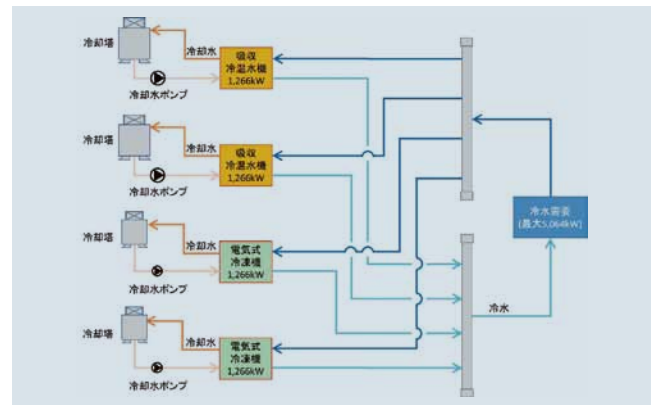 冷却塔
冷却水
吸収
冷温水機
1,266kW
冷却水ポンプ
冷却塔
冷却水
吸収
冷温水機
1,266kW
冷却水ポンプ
冷却塔
冷却水
電気式
冷凍機
1,266kW
冷却水ポンプ
冷却塔
冷却水
電気式
冷凍機
1,266kW
冷却水ポンプ
冷水需要
(最大5,064kW)
冷水